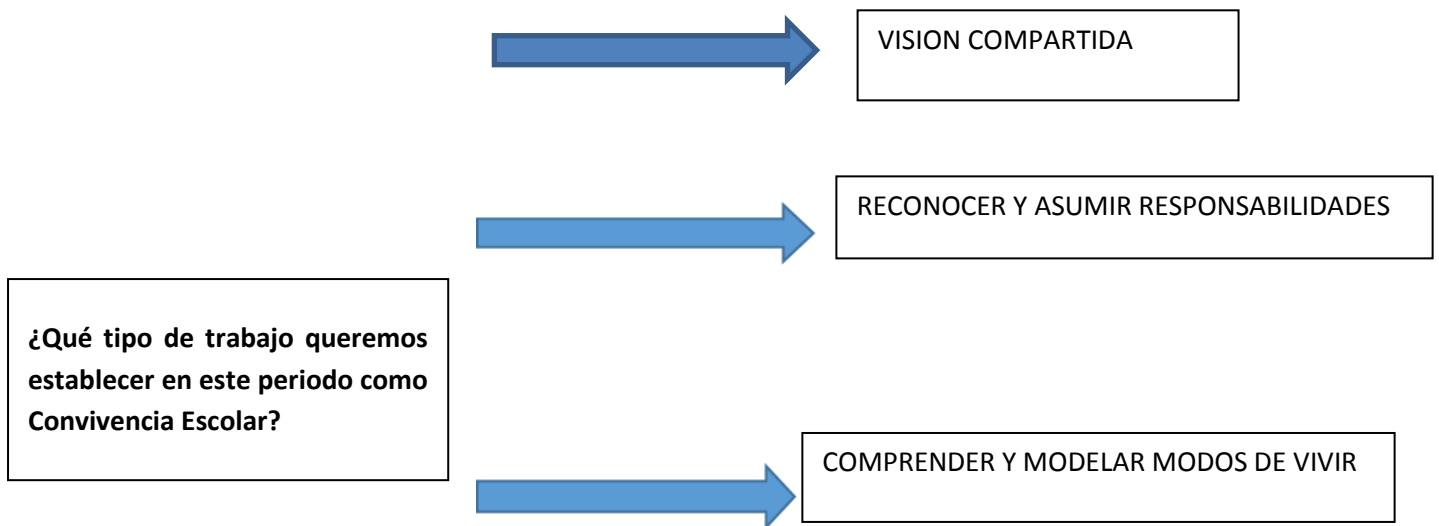 VISION COMPARTIDA
RECONOCER Y ASUMIR RESPONSABILIDADES
¿Qué tipo de trabajo queremos
establecer en este periodo como
Convivencia Escolar?
COMPRENDER Y MODELAR MODOS DE VIVIR